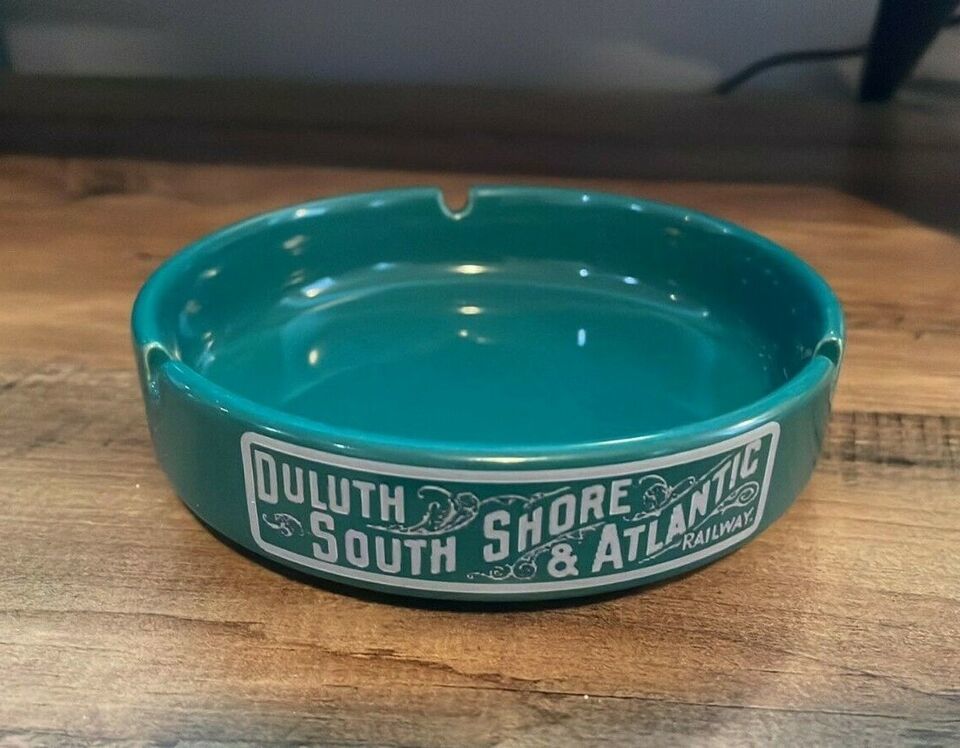 DULUTH
SOUTH SHORE
& ATLANTIC
RAILWAY.